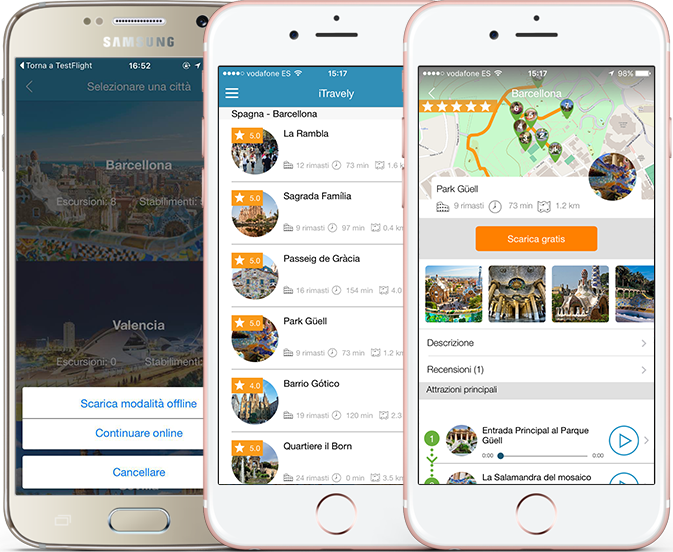 SAMSUNG
Torna a TestFlight
16:52
Selezionare una città
Barcellona
Escursioni: 8
Stabilimenti:
Valencia
Escursioni: 0
Stabilimenti:
Scarica modalità offline
Continuare online
Cancellare
vodafone ES
15:17
iTravely
Spagna - Barcellona
5.0
La Rambla
12 rimasti 73 min 1.6
5.0
Sagrada Família
9 rimasti 97 min 0.4 k
5.0
Passeig de Gràcia
16 rimasti 154 min 4.0
5.0
Park Güell
9 rimasti 73 min 1.2 k
4.0
Barrio Gótico
19 rimasti 120 min 2.3
5.0
Quartiere il Born
24 rimasti 0 min 3.5 k
vodafone ES
15:17
98%
Barcellona
Park Güell
9 rimasti 73 min 1.2 km
Scarica gratis
Descrizione
Recensioni (1)
Attrazioni principali
1
Entrada Principal al Parque
Güell
0:00
0:00
La Salamandra del mosaico